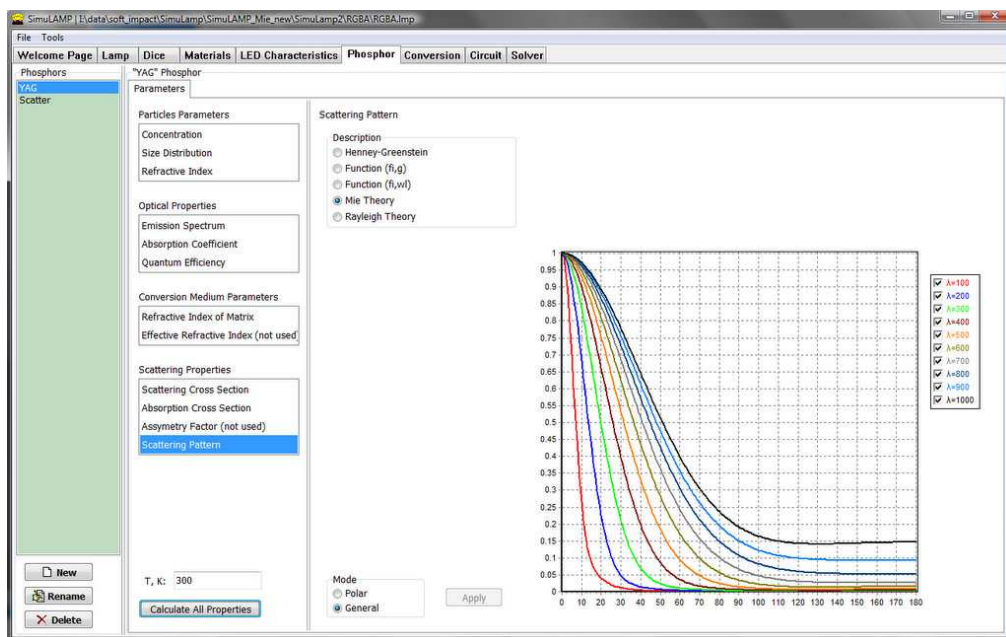 SimuLAMP | I:\data\soft_impact\SimuLamp\SimuLAMP_Mie_new\SimuLamp2\RGBA\RGBA.lmp
File Tools
Welcome Page Lamp Dice Materials LED Characteristics Phosphor Conversion Circuit Solver
Phosphors
YAG
Scatter
"YAG" Phosphor
Parameters
Particles Parameters
Concentration
Size Distribution
Refractive Index
Optical Properties
Emission Spectrum
Absorption Coefficient
Quantum Efficiency
Conversion Medium Parameters
Refractive Index of Matrix
Effective Refractive Index (not used)
Scattering Properties
Scattering Cross Section
Absorption Cross Section
Assymetry Factor (not used)
Scattering Pattern
T, K: 300
Calculate All Properties
New
Rename
Delete
Scattering Pattern
Description
Henney-Greenstein
Function (fi,g)
Function (fi,wl)
Mie Theory
Rayleigh Theory
Mode
Polar
General
Apply
1
0.95
0.9
0.85
0.8
0.75
0.7
0.65
0.6
0.55
0.5
0.45
0.4
0.35
0.3
0.25
0.2
0.15
0.1
0.05
0
0 10 20 30 40 50 60 70 80 90 100 110 120 130 140 150 160 170 180
λ=100
λ=200
λ=300
λ=400
λ=500
λ=600
λ=700
λ=800
λ=900
λ=1000